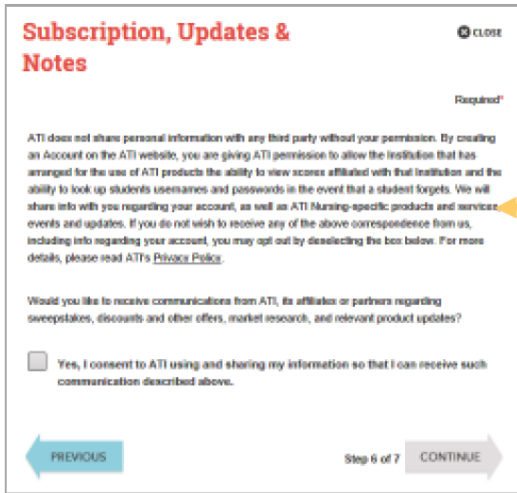 Subscription, Updates &
Notes
CLOSE
Required*
ATI does not share personal information with any third party without your permission. By creating
an Account on the ATI website, you are giving ATI permission to allow the Institution that has
arranged for the use of ATI products the ability to view scores affiliated with that Institution and the
ability to look up students usernames and passwords in the event that a student forgets. We will
share info with you regarding your account, as well an ATI Nursing-specific products and services
events and updates. If you do not wish to receive any of the above correspondence from us,
including info regarding your account, you may opt out by deselecting the box below. For more
details, please read ATI's Privacy Policy.
Would you like to receive communications from ATI, its affiliates or partners regarding
sweepstakes, discounts and other offers, market research, and relevant product updates?
Yes, I consent to ATI using and sharing my information so that I can receive such
communication described above.
PREVIOUS
Step 6 of 7
CONTINUE